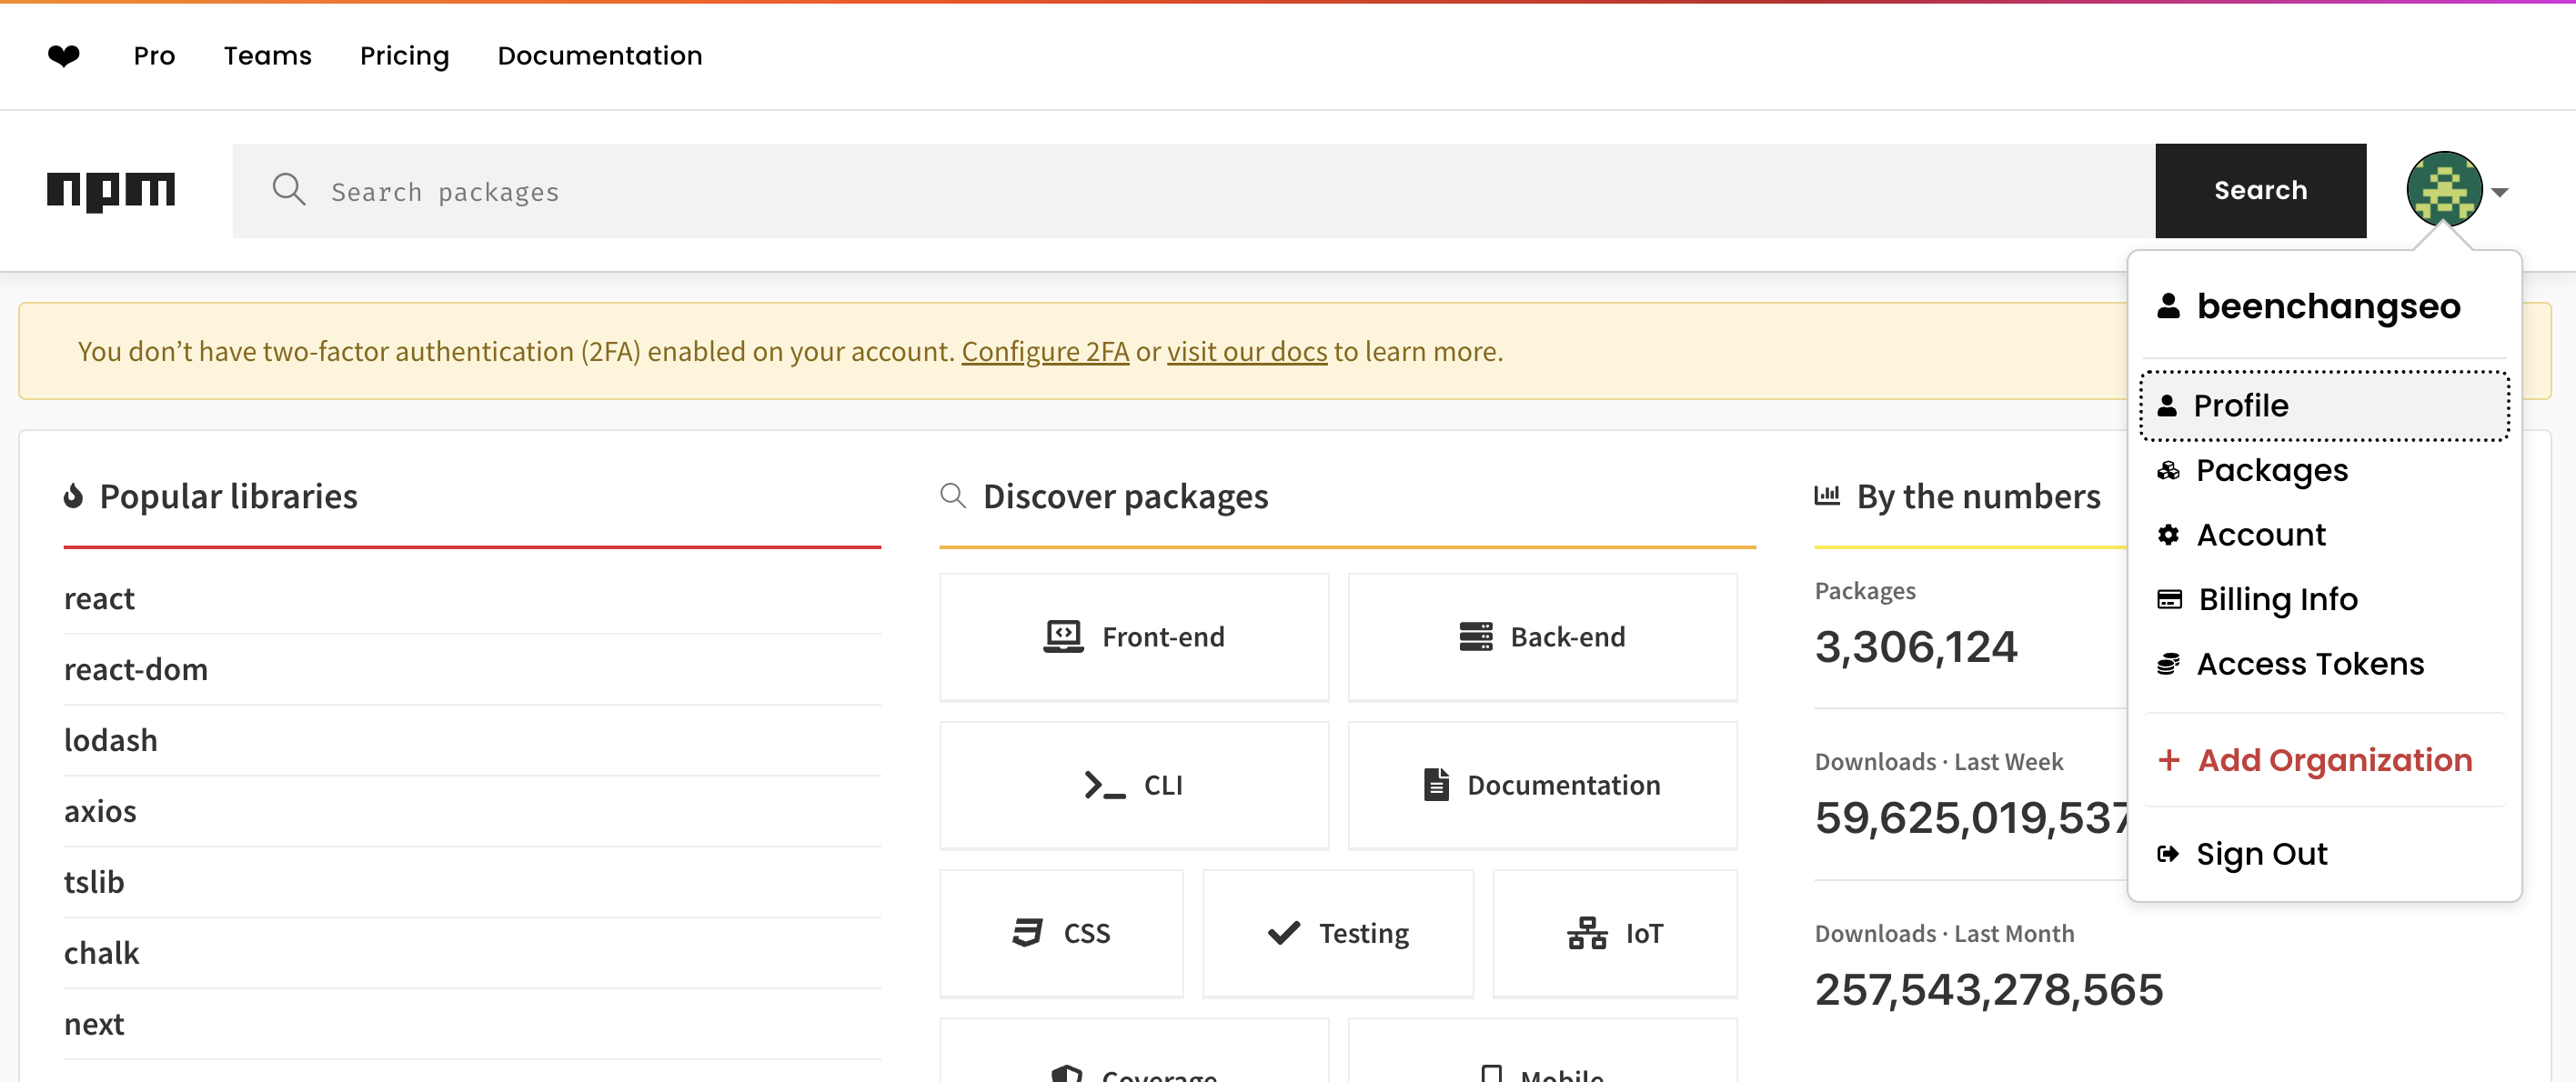 ❤ Pro Teams Pricing Documentation
npm Search packages Search
beenchangseo
You don’t have two-factor authentication (2FA) enabled on your account. Configure 2FA or visit our docs to learn more.
Profile
Packages
Account
Billing Info
Access Tokens
+ Add Organization
Sign Out
Popular libraries
react
react-dom
lodash
axios
tslib
chalk
next
Discover packages
Front-end
Back-end
CLI
Documentation
CSS
Testing
IoT
Coverage
Mobile
By the numbers
Packages
3,306,124
Downloads · Last Week
59,625,019,537
Downloads · Last Month
257,543,278,565